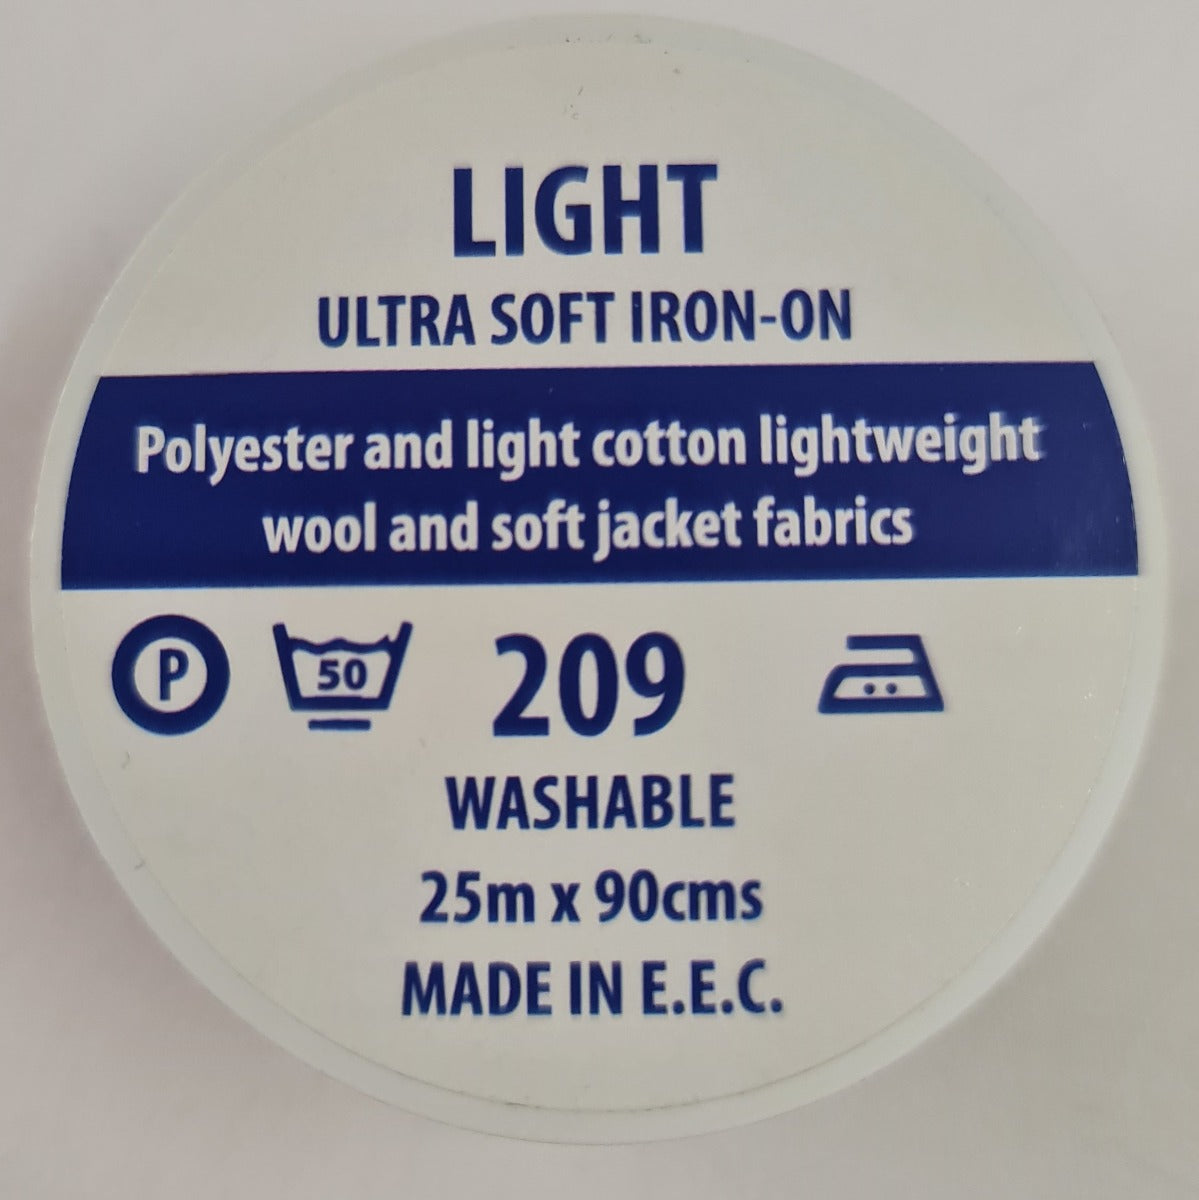 LIGHT
ULTRA SOFT IRON-ON
Polyester and light cotton lightweight
wool and soft jacket fabrics
P 50 209
WASHABLE
25m x 90cms
MADE IN E.E.C.